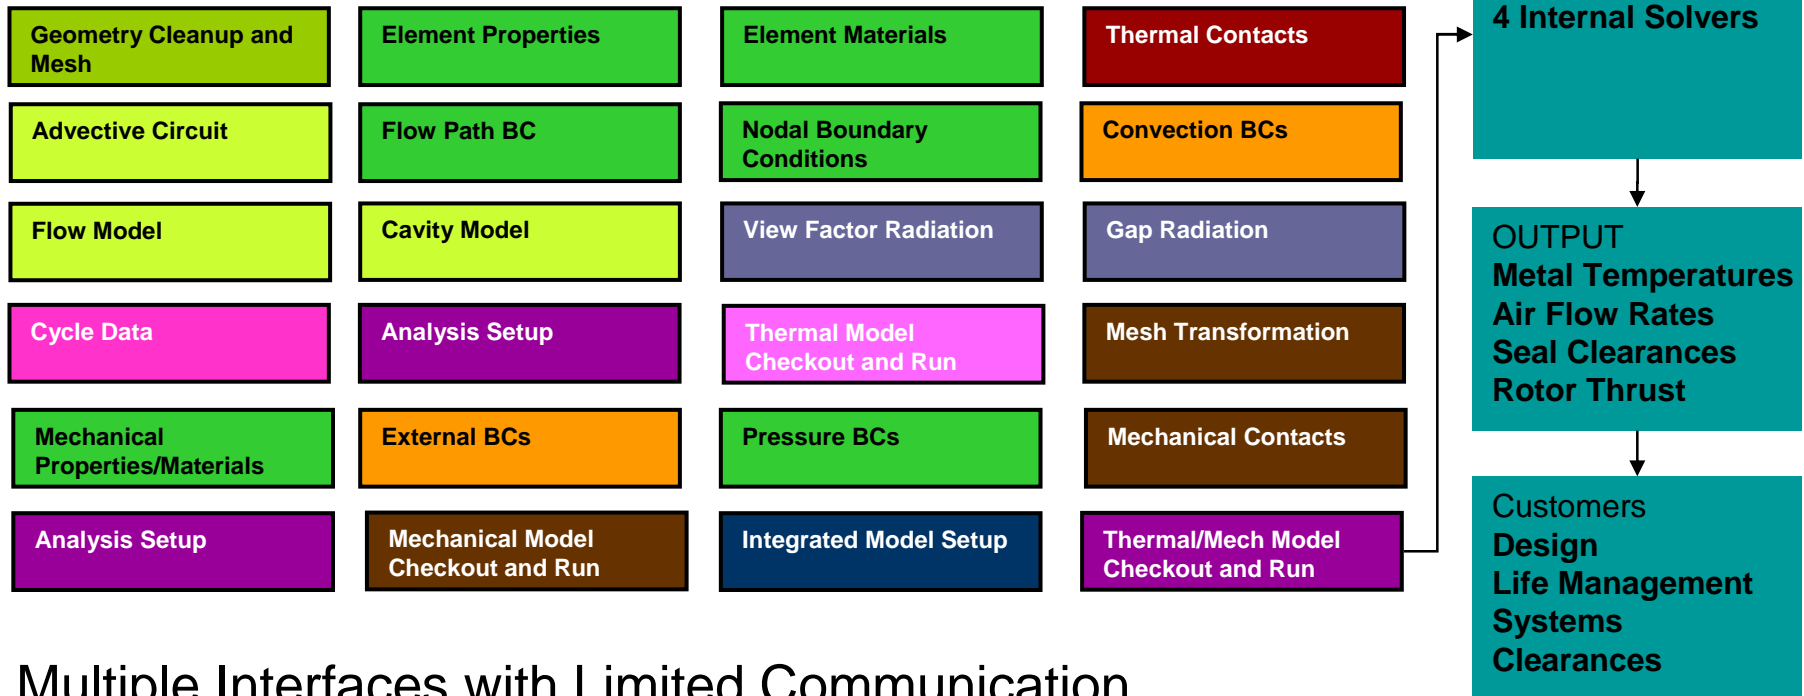 Geometry Cleanup and
Mesh
Element Properties
Element Materials
Thermal Contacts
Advective Circuit
Flow Path BC
Nodal Boundary
Conditions
Convection BCs
Flow Model
Cavity Model
View Factor Radiation
Gap Radiation
Cycle Data
Analysis Setup
Thermal Model
Checkout and Run
Mesh Transformation
Mechanical
Properties/Materials
External BCs
Pressure BCs
Mechanical Contacts
Analysis Setup
Mechanical Model
Checkout and Run
Integrated Model Setup
Thermal/Mech Model
Checkout and Run
4 Internal Solvers
OUTPUT
Metal Temperatures
Air Flow Rates
Seal Clearances
Rotor Thrust
Customers
Design
Life Management
Systems
Clearances
Multiple Interfaces with Limited Communication